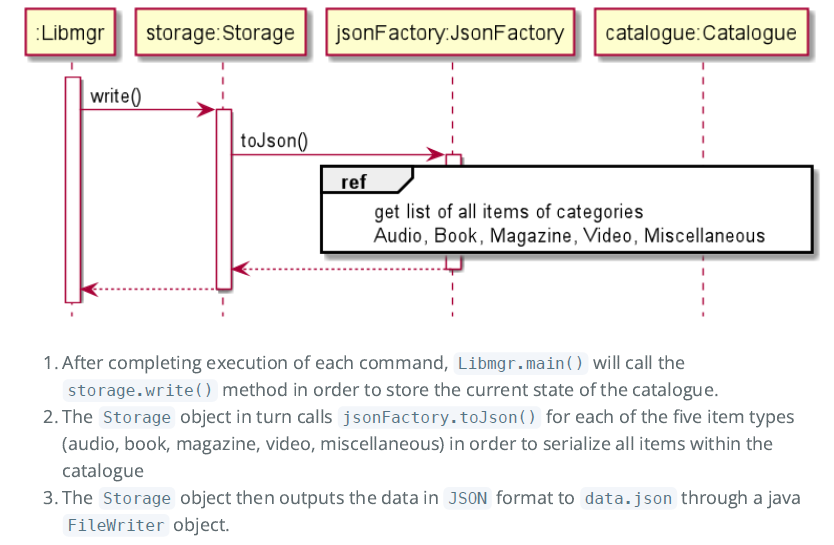 :Libmgr
storage:Storage
jsonFactory:JsonFactory
catalogue:Catalogue
write()
toJson()
ref
get list of all items of categories
Audio, Book, Magazine, Video, Miscellaneous
1. After completing execution of each command, Libmgr.main() will call the
storage.write() method in order to store the current state of the catalogue.
2. The Storage object in turn calls jsonFactory.toJson() for each of the five item types
(audio, book, magazine, video, miscellaneous) in order to serialize all items within the
catalogue
3. The Storage object then outputs the data in JSON format to data.json through a java
FileWriter object.